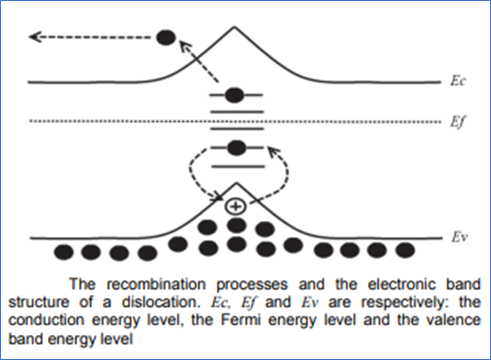 Ec
Ef
Ev
The recombination processes and the electronic band
structure of a dislocation. Ec, Ef and Ev are respectively: the
conduction energy level, the Fermi energy level and the valence
band energy level